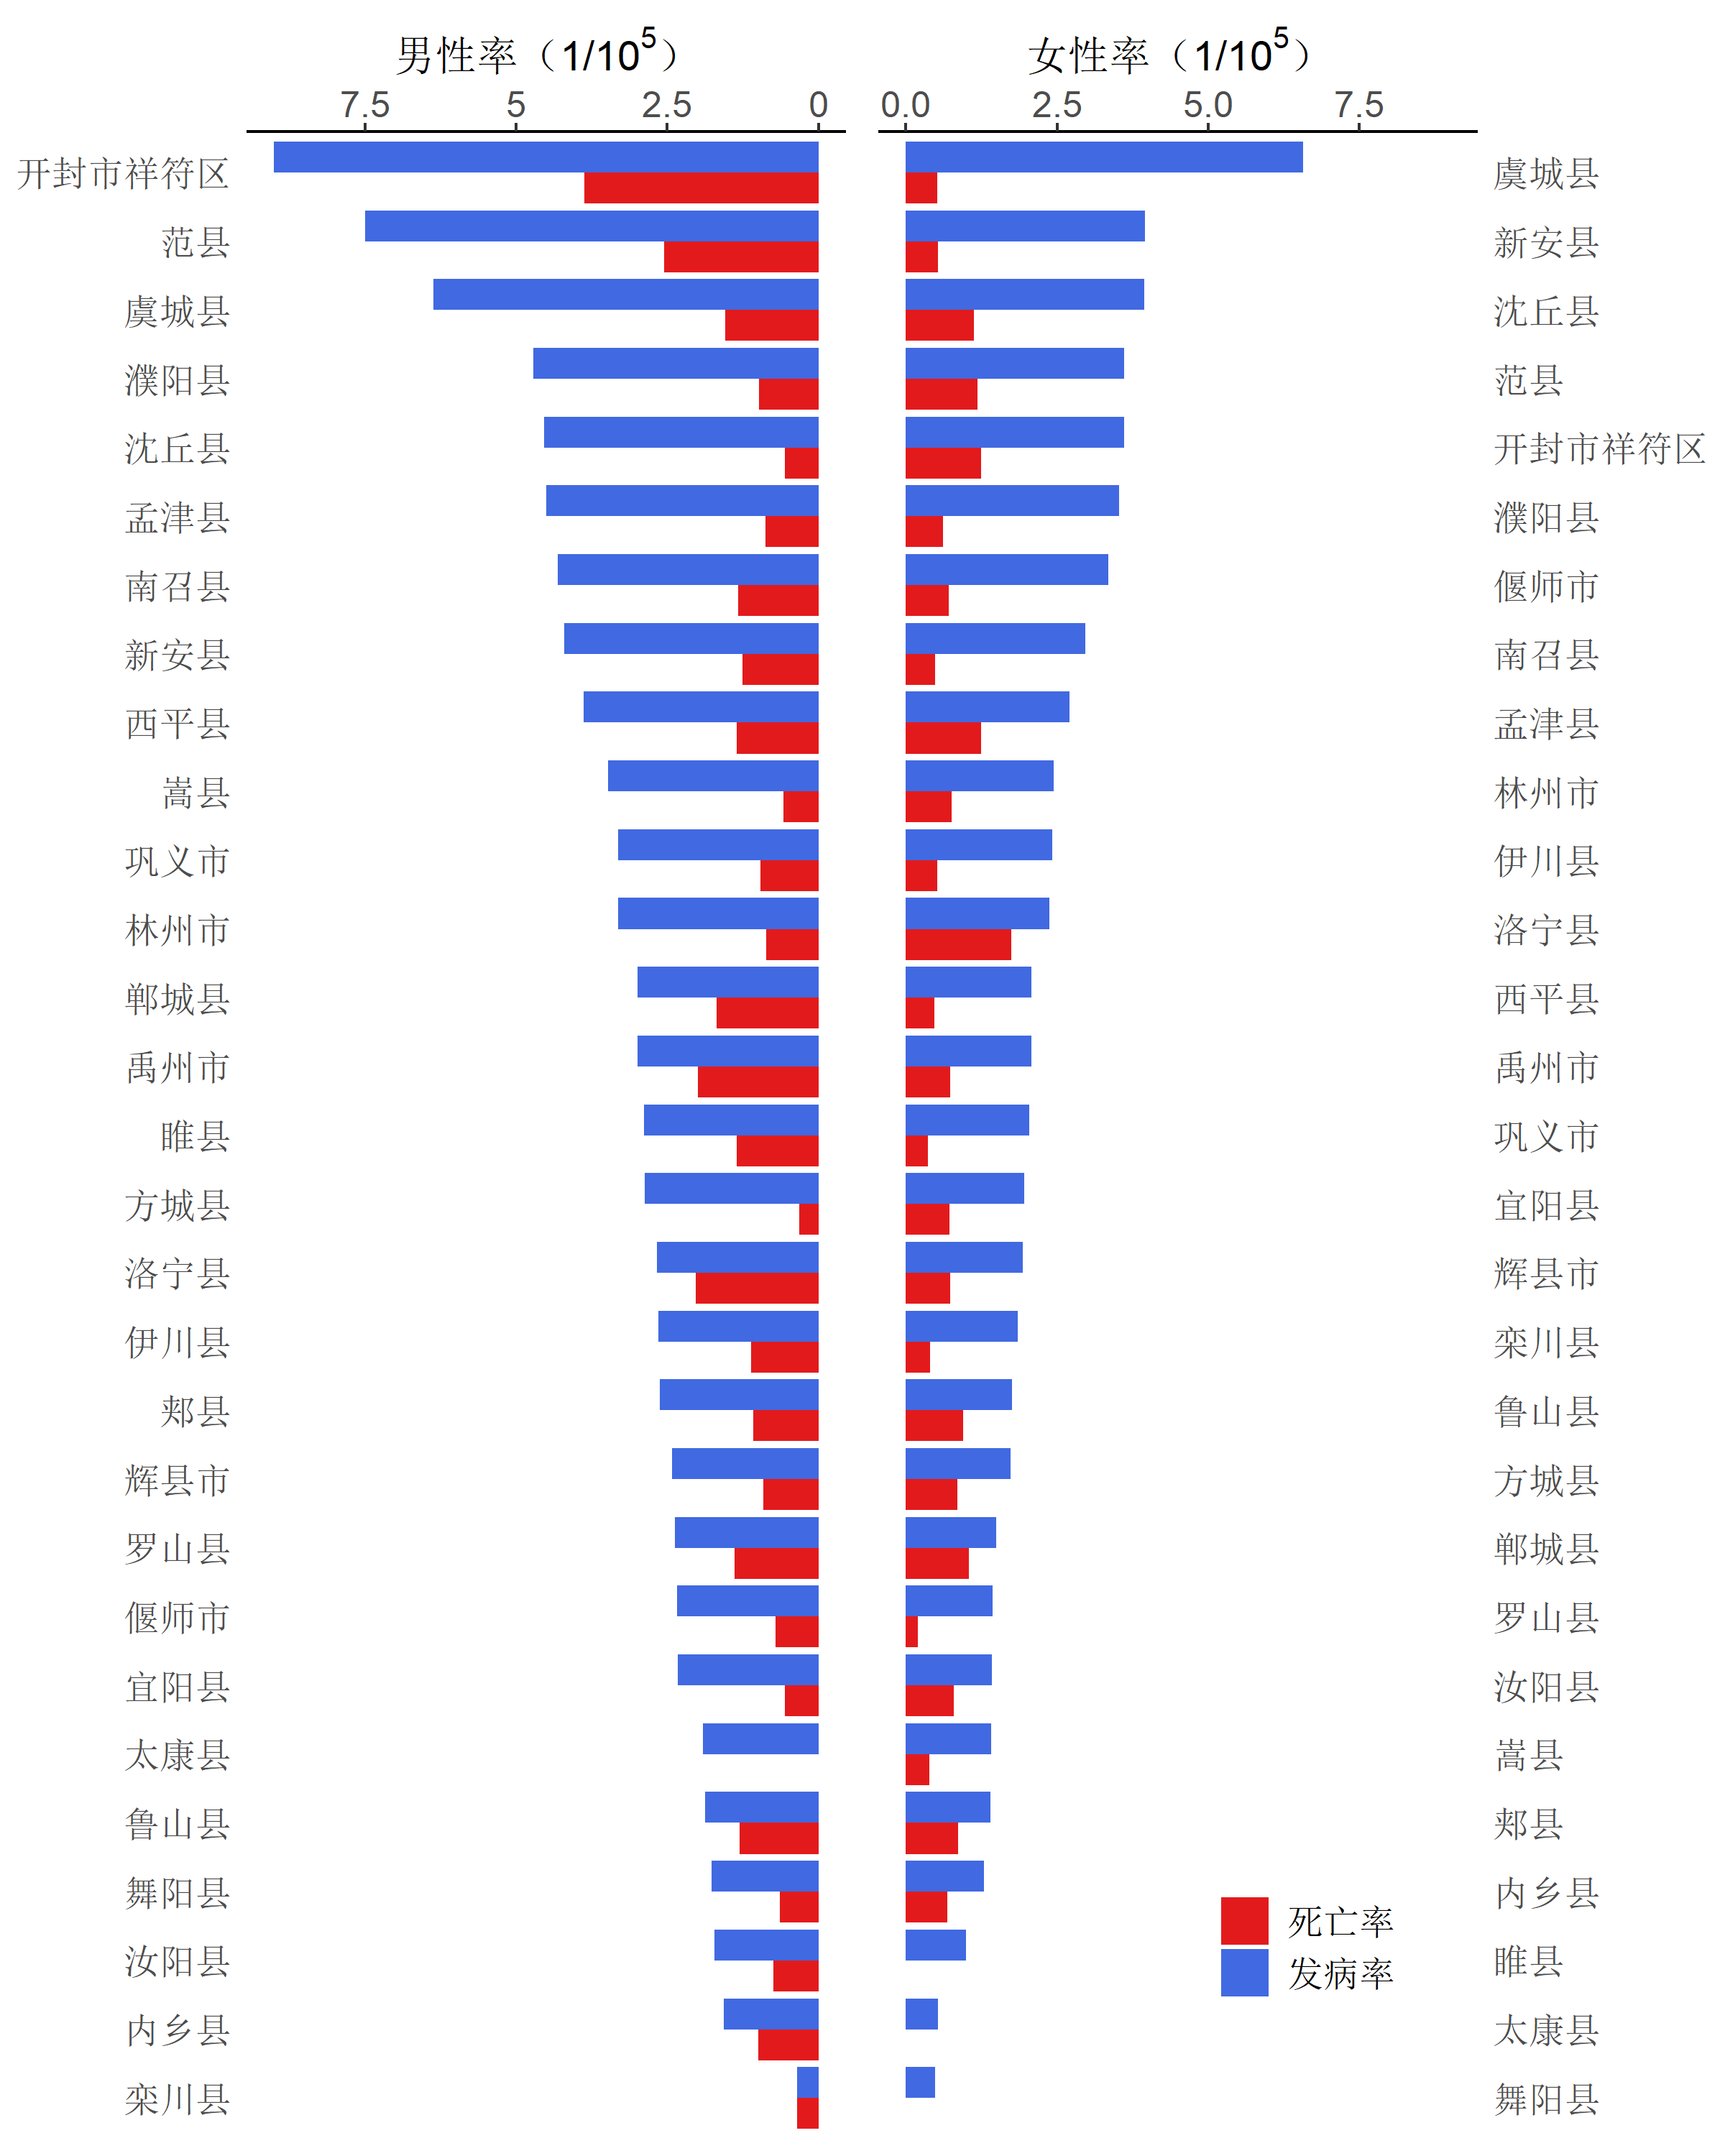 男性率（1/10⁵） 女性率（1/10⁵）
7.5 5 2.5 0 0.0 2.5 5.0 7.5
开封市祥符区 虞城县
范县 新安县
虞城县 沈丘县
濮阳县 范县
沈丘县 开封市祥符区
孟津县 濮阳县
南召县 偃师市
新安县 南召县
西平县 孟津县
嵩县 林州市
巩义市 伊川县
林州市 洛宁县
郸城县 西平县
禹州市 禹州市
睢县 巩义市
方城县 宜阳县
洛宁县 辉县市
伊川县 栾川县
郏县 鲁山县
辉县市 方城县
罗山县 郸城县
偃师市 罗山县
宜阳县 汝阳县
太康县 嵩县
鲁山县 郏县
舞阳县 内乡县
死亡率
汝阳县 睢县
发病率
内乡县 太康县
栾川县 舞阳县